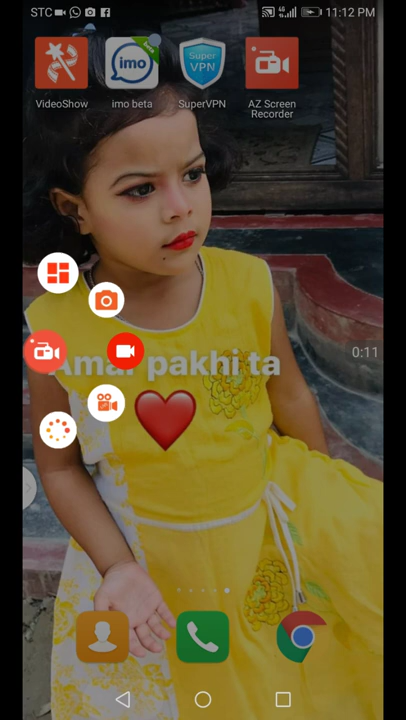 STC
4G
11:12 PM
beta
imo
Super
VPN
VideoShow
imo beta
SuperVPN
AZ Screen
Recorder
0:11
Amar pakhi ta